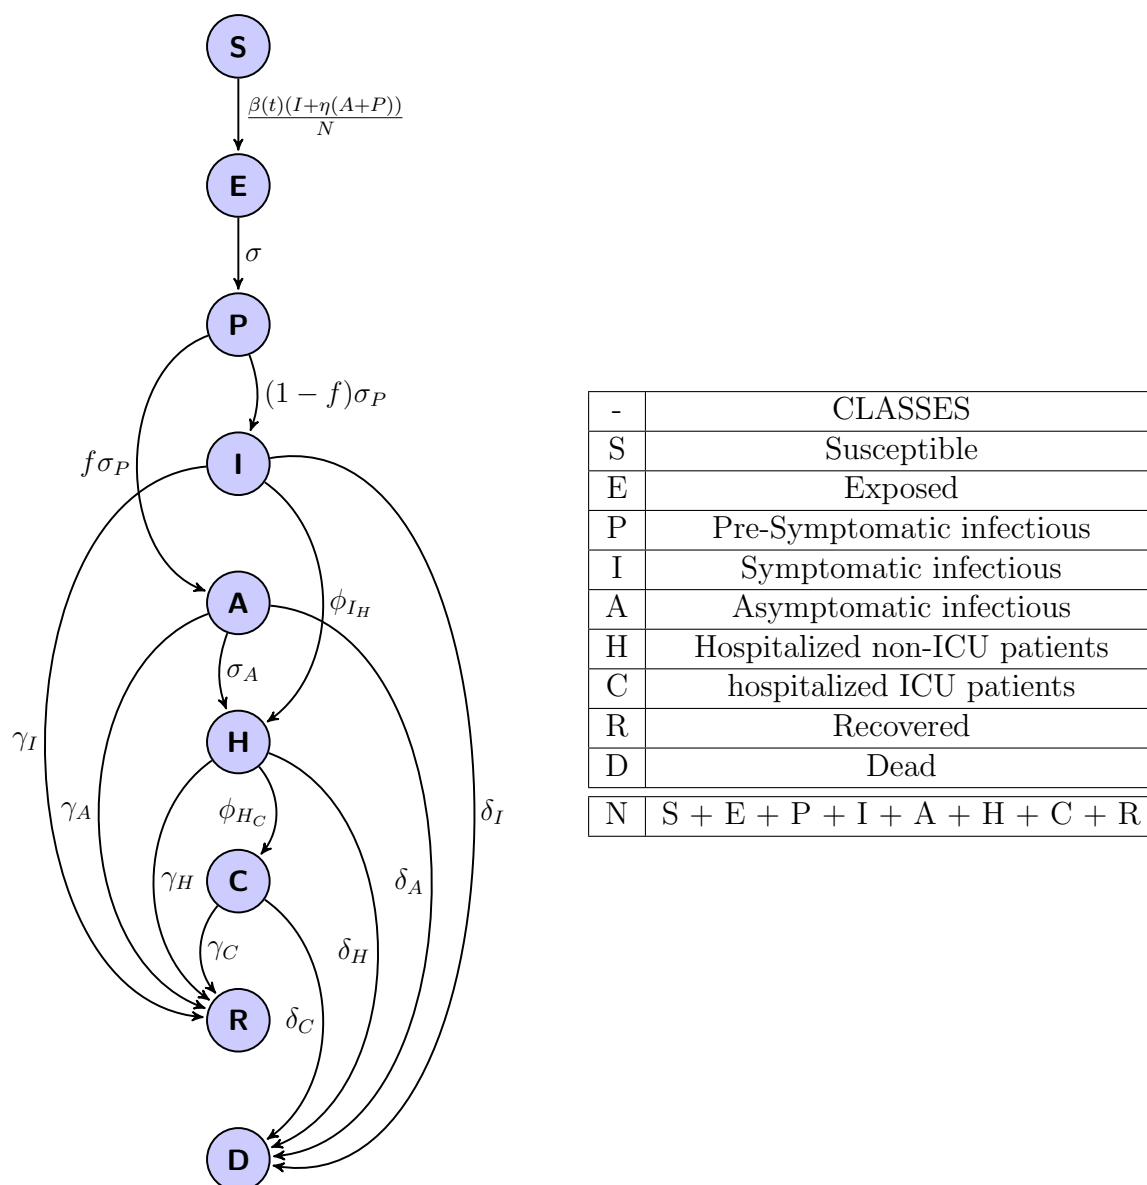 S
β(t)(I+η(A+P))
N
E
σ
P
(1 − f)σ_P
fσ_P
I
A
ϕ_{I_H}
σ_A
H
γ_I
γ_A
ϕ_{H_C}
δ_I
γ_H
C
δ_A
γ_C
δ_H
R
δ_C
D
- CLASSES
S Susceptible
E Exposed
P Pre-Symptomatic infectious
I Symptomatic infectious
A Asymptomatic infectious
H Hospitalized non-ICU patients
C hospitalized ICU patients
R Recovered
D Dead
N S + E + P + I + A + H + C + R